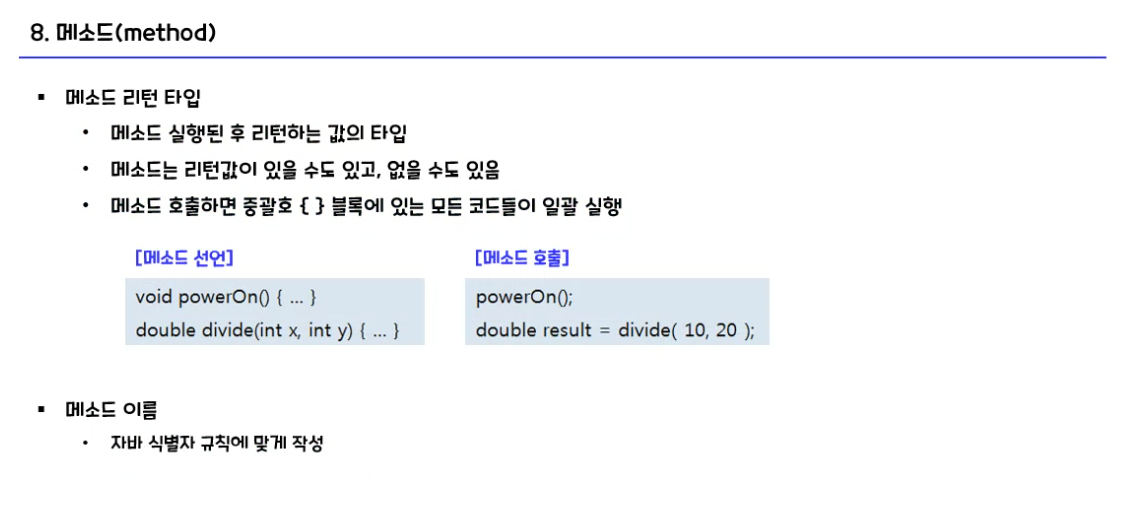 8. 메소드(method)
▪ 메소드 리턴 타입
• 메소드 실행된 후 리턴하는 값의 타입
• 메소드는 리턴값이 있을 수도 있고, 없을 수도 있음
• 메소드 호출하면 중괄호 { } 블록에 있는 모든 코드들이 일괄 실행
[메소드 선언]
void powerOn() { ... }
double divide(int x, int y) { ... }
[메소드 호출]
powerOn();
double result = divide( 10, 20 );
▪ 메소드 이름
• 자바 식별자 규칙에 맞게 작성